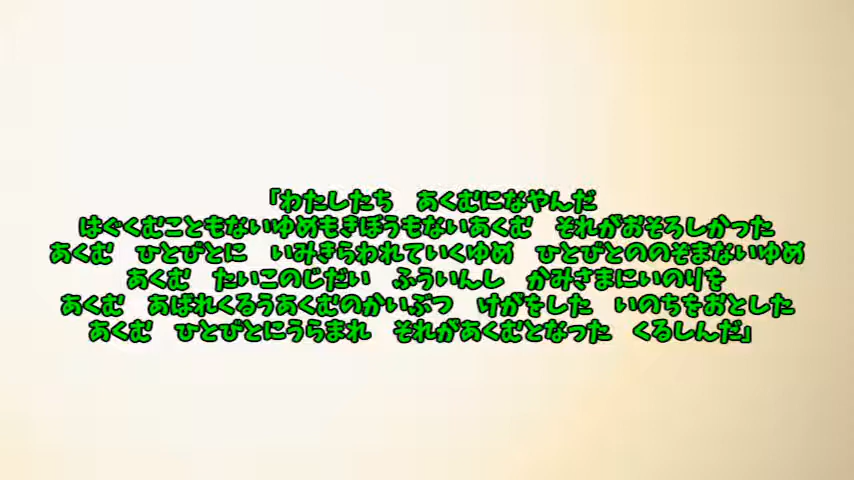 「わたしたち　あくむになやんだ
はぐくむこともないゆめもきぼうもないあくむ　それがおそろしかった
あくむ　ひとびとに　いみきらわれていくゆめ　ひとびとののぞまないゆめ
あくむ　たいこのじだい　ふういんし　かみさまにいのりを
あくむ　あばれくるうあくむのかいぶつ　けがをした　いのちをおとした
あくむ　ひとびとにうらまれ　それがあくむとなった　くるしんだ」